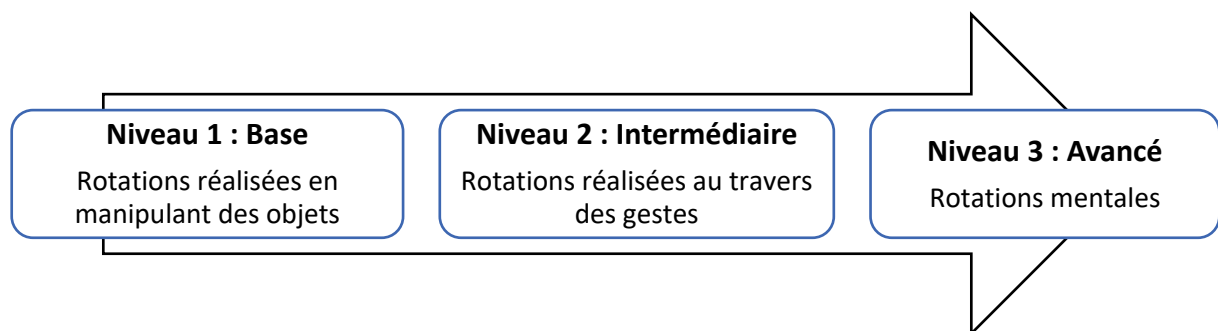 Niveau 1 : Base
Rotations réalisées en
manipulant des objets
Niveau 2 : Intermédiaire
Rotations réalisées au travers
des gestes
Niveau 3 : Avancé
Rotations mentales